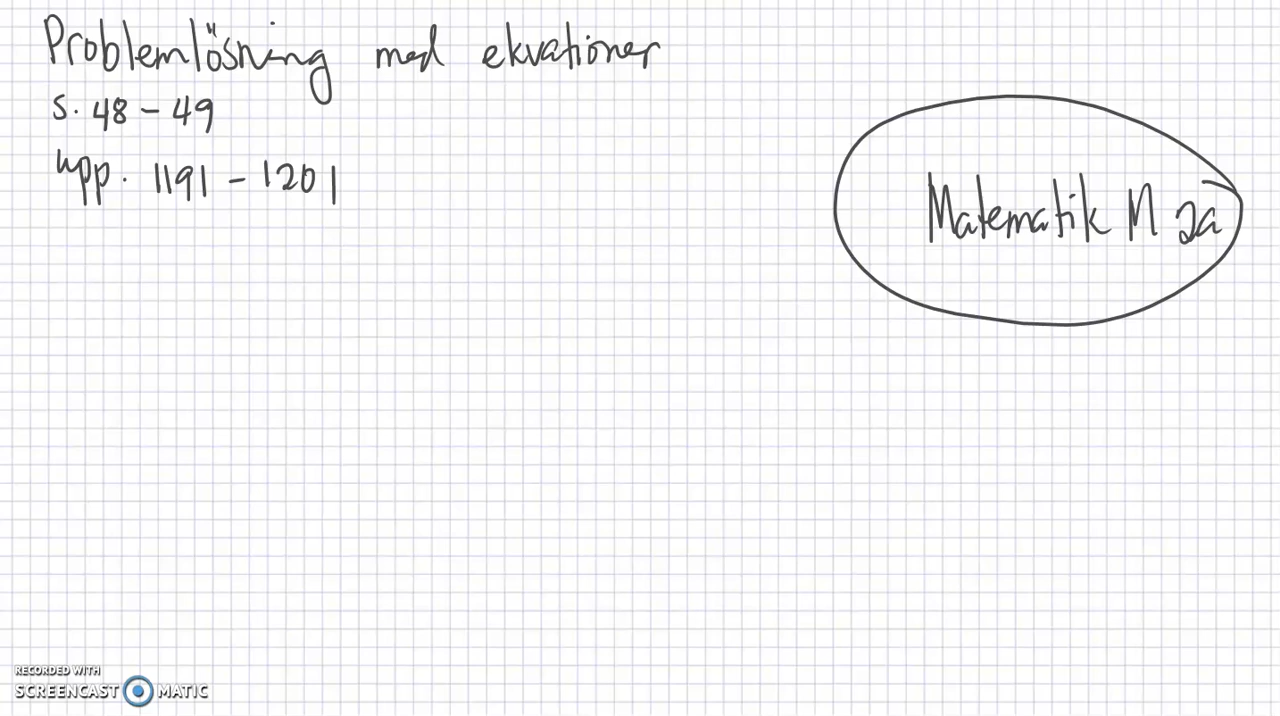 Problemlösning med ekvationer
s. 48 - 49
upp. 1191 - 1201
Matematik M 2a
RECORDED WITH
SCREENCAST MATIC